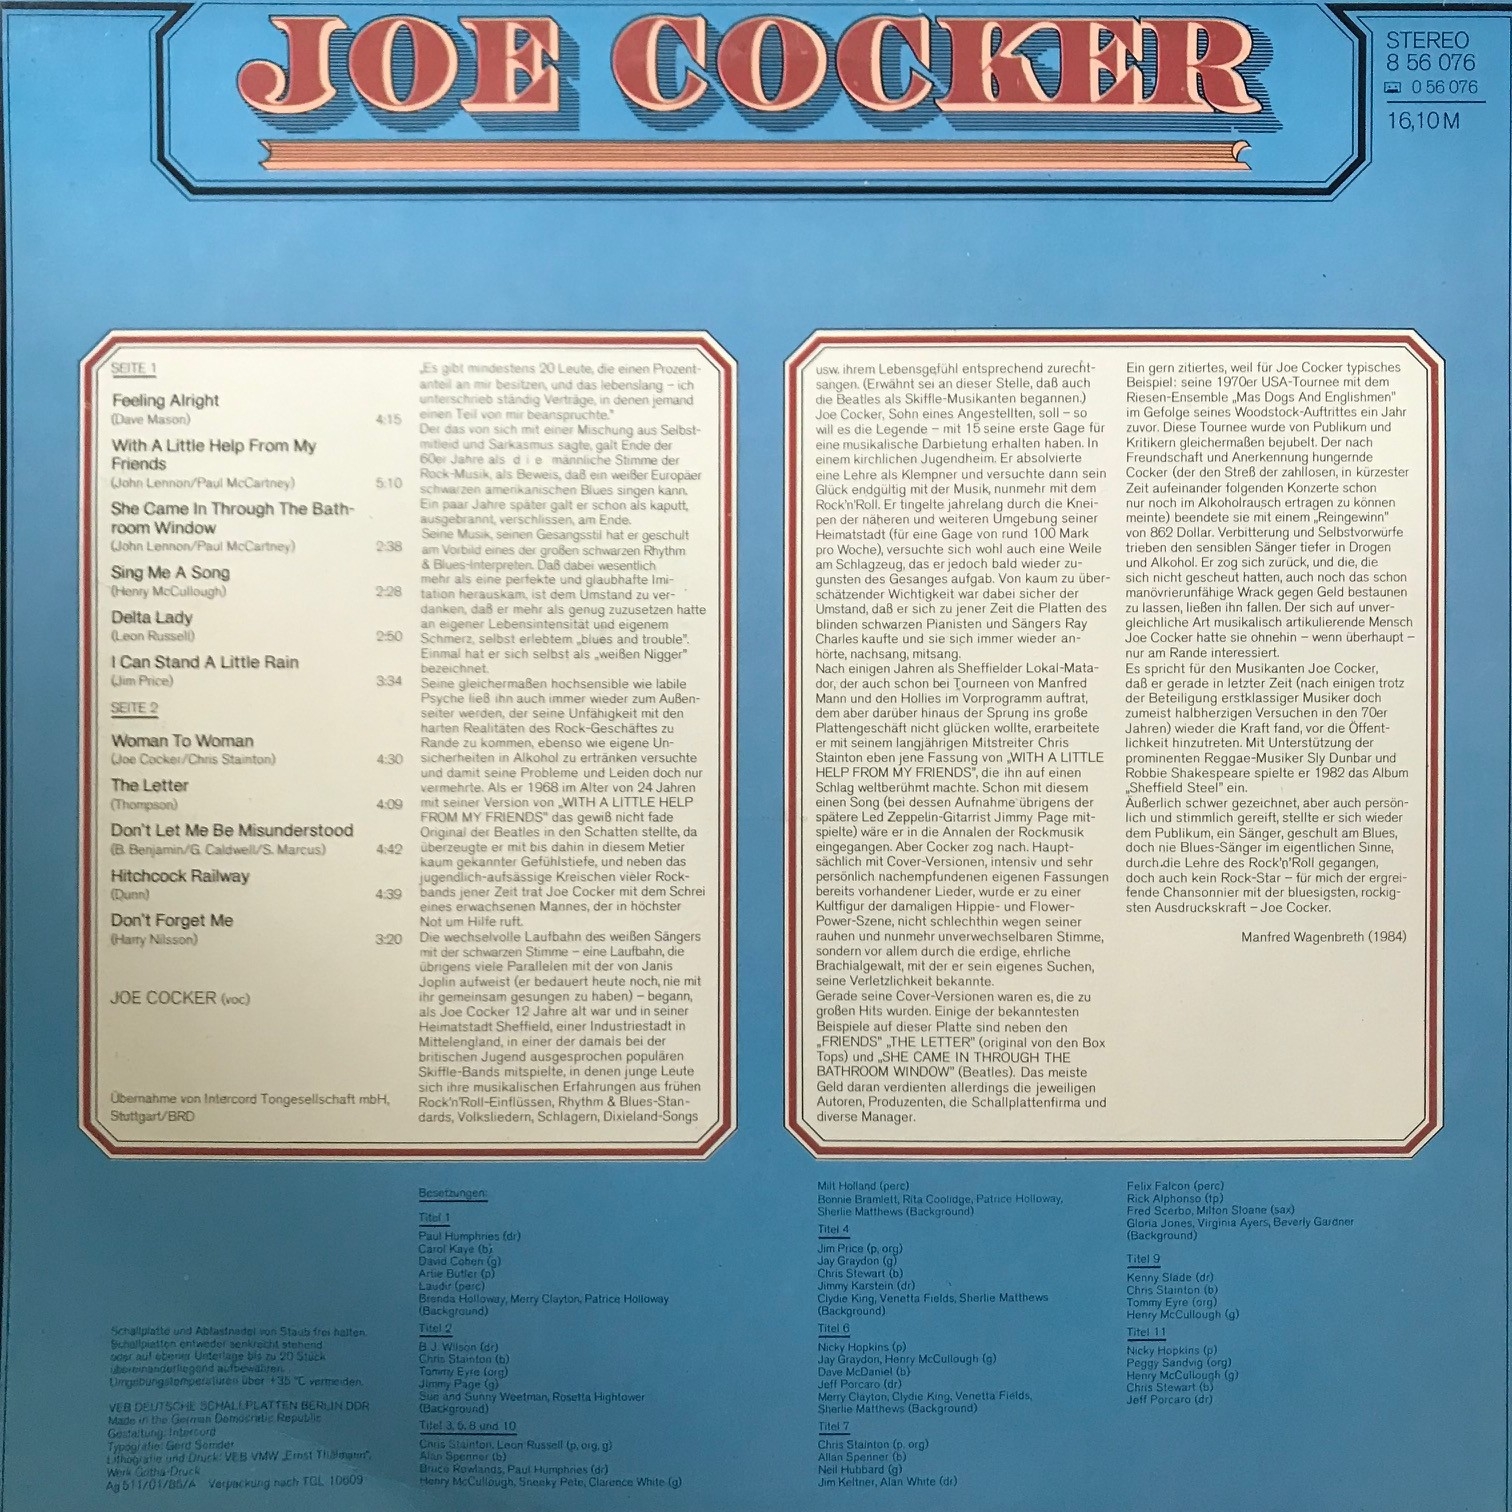 JOE COCKER
STEREO
8 56 076
0 56 076
16,10 M
SEITE 1
Feeling Alright
(Dave Mason) 4:15
With A Little Help From My
Friends
(John Lennon/Paul McCartney) 5:10
She Came In Through The Bath-
room Window
(John Lennon/Paul McCartney) 2:38
Sing Me A Song
(Henry McCullough) 2:28
Delta Lady
(Leon Russell) 2:50
I Can Stand A Little Rain
(Jim Price) 3:34
SEITE 2
Woman To Woman
(Joe Cocker/Chris Stainton) 4:30
The Letter
(Thompson) 4:09
Don't Let Me Be Misunderstood
(B. Benjamin/G. Caldwell/S. Marcus) 4:42
Hitchcock Railway
(Dunn) 4:39
Don't Forget Me
(Harry Nilsson) 3:20
JOE COCKER (voc)
Übernahme von Intercord Tongesellschaft mbH,
Stuttgart/BRD
„Es gibt mindestens 20 Leute, die einen Prozent-
anteil an mir besitzen, und das lebenslang – ich
unterschrieb ständig Verträge, in denen jemand
einen Teil von mir beanspruchte."
Der das von sich mit einer Mischung aus Selbst-
mitleid und Sarkasmus sagte, galt Ende der
60er Jahre als d i e männliche Stimme der
Rock-Musik, als Beweis, daß ein weißer Europäer
schwarzen amerikanischen Blues singen kann.
Ein paar Jahre später galt er schon als kaputt,
ausgebrannt, verschlissen, am Ende.
Seine Musik, seinen Gesangsstil hat er geschult
am Vorbild eines der großen schwarzen Rhythm
& Blues-Interpreten. Daß dabei wesentlich
mehr als eine perfekte und glaubhafte Imi-
tation herauskam, ist dem Umstand zu ver-
danken, daß er mehr als genug zuzusetzen hatte
an eigener Lebensintensität und eigenem
Schmerz, selbst erlebtem „blues and trouble".
Einmal hat er sich selbst als „weißen Nigger"
bezeichnet.
Seine gleichermaßen hochsensible wie labile
Psyche ließ ihn auch immer wieder zum Außen-
seiter werden, der seine Unfähigkeit mit den
harten Realitäten des Rock-Geschäftes zu
Rande zu kommen, ebenso wie eigene Un-
sicherheiten in Alkohol zu ertränken versuchte
und damit seine Probleme und Leiden doch nur
vermehrte. Als er 1968 im Alter von 24 Jahren
mit seiner Version von „WITH A LITTLE HELP
FROM MY FRIENDS" das gewiß nicht fade
Original der Beatles in den Schatten stellte, da
überzeugte er mit bis dahin in diesem Metier
kaum gekannter Gefühlstiefe, und neben das
jugendlich-aufsässige Kreischen vieler Rock-
bands jener Zeit trat Joe Cocker mit dem Schrei
eines erwachsenen Mannes, der in höchster
Not um Hilfe ruft.
Die wechselvolle Laufbahn des weißen Sängers
mit der schwarzen Stimme – eine Laufbahn, die
übrigens viele Parallelen mit der von Janis
Joplin aufweist (er bedauert heute noch, nie mit
ihr gemeinsam gesungen zu haben) – begann,
als Joe Cocker 12 Jahre alt war und in seiner
Heimatstadt Sheffield, einer Industriestadt in
Mittelengland, in einer der damals bei der
britischen Jugend ausgesprochen populären
Skiffle-Bands mitspielte, in denen junge Leute
sich ihre musikalischen Erfahrungen aus frühen
Rock'n'Roll-Einflüssen, Rhythm & Blues-Stan-
dards, Volksliedern, Schlagern, Dixieland-Songs
usw. ihrem Lebensgefühl entsprechend zurecht-
sangen. (Erwähnt sei an dieser Stelle, daß auch
die Beatles als Skiffle-Musikanten begannen.)
Joe Cocker, Sohn eines Angestellten, soll – so
will es die Legende – mit 15 seine erste Gage für
eine musikalische Darbietung erhalten haben. In
einem kirchlichen Jugendheim. Er absolvierte
eine Lehre als Klempner und versuchte dann sein
Glück endgültig mit der Musik, nunmehr mit dem
Rock'n'Roll. Er tingelte jahrelang durch die Knei-
pen der näheren und weiteren Umgebung seiner
Heimatstadt (für eine Gage von rund 100 Mark
pro Woche), versuchte sich wohl auch eine Weile
am Schlagzeug, das er jedoch bald wieder zu-
gunsten des Gesanges aufgab. Von kaum zu über-
schätzender Wichtigkeit war dabei sicher der
Umstand, daß er sich zu jener Zeit die Platten des
blinden schwarzen Pianisten und Sängers Ray
Charles kaufte und sie sich immer wieder an-
hörte, nachsang, mitsang.
Nach einigen Jahren als Sheffielder Lokal-Mata-
dor, der auch schon bei Tourneen von Manfred
Mann und den Hollies im Vorprogramm auftrat,
dem aber darüber hinaus der Sprung ins große
Plattengeschäft nicht glücken wollte, erarbeitete
er mit seinem langjährigen Mitstreiter Chris
Stainton eben jene Fassung von „WITH A LITTLE
HELP FROM MY FRIENDS", die ihn auf einen
Schlag weltberühmt machte. Schon mit diesem
einen Song (bei dessen Aufnahme übrigens der
spätere Led Zeppelin-Gitarrist Jimmy Page mit-
spielte) wäre er in die Annalen der Rockmusik
eingegangen. Aber Cocker zog nach. Haupt-
sächlich mit Cover-Versionen, intensiv und sehr
persönlich nachempfundenen eigenen Fassungen
bereits vorhandener Lieder, wurde er zu einer
Kultfigur der damaligen Hippie- und Flower-
Power-Szene, nicht schlechthin wegen seiner
rauhen und nunmehr unverwechselbaren Stimme,
sondern vor allem durch die erdige, ehrliche
Brachialgewalt, mit der er sein eigenes Suchen,
seine Verletzlichkeit bekannte.
Gerade seine Cover-Versionen waren es, die zu
großen Hits wurden. Einige der bekanntesten
Beispiele auf dieser Platte sind neben den
„FRIENDS" „THE LETTER" (original von den Box
Tops) und „SHE CAME IN THROUGH THE
BATHROOM WINDOW" (Beatles). Das meiste
Geld daran verdienten allerdings die jeweiligen
Autoren, Produzenten, die Schallplattenfirma und
diverse Manager.
Ein gern zitiertes, weil für Joe Cocker typisches
Beispiel: seine 1970er USA-Tournee mit dem
Riesen-Ensemble „Mas Dogs And Englishmen"
im Gefolge seines Woodstock-Auftrittes ein Jahr
zuvor. Diese Tournee wurde von Publikum und
Kritikern gleichermaßen bejubelt. Der nach
Freundschaft und Anerkennung hungernde
Cocker (der den Streß der zahllosen, in kürzester
Zeit aufeinander folgenden Konzerte schon
nur noch im Alkoholrausch ertragen zu können
meinte) beendete sie mit einem „Reingewinn"
von 862 Dollar. Verbitterung und Selbstvorwürfe
trieben den sensiblen Sänger tiefer in Drogen
und Alkohol. Er zog sich zurück, und die, die
sich nicht gescheut hatten, auch noch das schon
manövrierunfähige Wrack gegen Geld bestaunen
zu lassen, ließen ihn fallen. Der sich auf unver-
gleichliche Art musikalisch artikulierende Mensch
Joe Cocker hatte sie ohnehin – wenn überhaupt –
nur am Rande interessiert.
Es spricht für den Musikanten Joe Cocker,
daß er gerade in letzter Zeit (nach einigen trotz
der Beteiligung erstklassiger Musiker doch
zumeist halbherzigen Versuchen in den 70er
Jahren) wieder die Kraft fand, vor die Öffent-
lichkeit hinzutreten. Mit Unterstützung der
prominenten Reggae-Musiker Sly Dunbar und
Robbie Shakespeare spielte er 1982 das Album
„Sheffield Steel" ein.
Äußerlich schwer gezeichnet, aber auch persön-
lich und stimmlich gereift, stellte er sich wieder
dem Publikum, ein Sänger, geschult am Blues,
doch nie Blues-Sänger im eigentlichen Sinne,
durch die Lehre des Rock'n'Roll gegangen,
doch auch kein Rock-Star – für mich der ergrei-
fende Chansonnier mit der bluesigsten, rockig-
sten Ausdruckskraft – Joe Cocker.
Manfred Wagenbreth (1984)
Schallplatte und Abtastnadel von Staub frei halten.
Schallplatten entweder senkrecht stehend
oder auf ebener Unterlage bis zu 20 Stück
übereinanderliegend aufbewahren.
Umgebungstemperaturen über +35 °C vermeiden.
VEB DEUTSCHE SCHALLPLATTEN BERLIN DDR
Made in the German Democratic Republic
Gestaltung: Intercord
Typografie: Gerd Semder
Lithografie und Druck: VEB VMW „Ernst Thälmann",
Werk Gotha-Druck
Ag 511/01/85/A Verpackung nach TGL 10609
Besetzungen:
Titel 1
Paul Humphries (dr)
Carol Kaye (b)
David Cohen (g)
Artie Butler (p)
Laudir (perc)
Brenda Holloway, Merry Clayton, Patrice Holloway
(Background)
Titel 2
B.J. Wilson (dr)
Chris Stainton (b)
Tommy Eyre (org)
Jimmy Page (g)
Sue and Sunny Weetman, Rosetta Hightower
(Background)
Titel 3, 5, 8 und 10
Chris Stainton, Leon Russell (p, org, g)
Alan Spenner (b)
Bruce Rowlands, Paul Humphries (dr)
Henry McCullough, Sneeky Pete, Clarence White (g)
Milt Holland (perc)
Bonnie Bramlett, Rita Coolidge, Patrice Holloway,
Sherlie Matthews (Background)
Titel 4
Jim Price (p, org)
Jay Graydon (g)
Chris Stewart (b)
Jimmy Karstein (dr)
Clydie King, Venetta Fields, Sherlie Matthews
(Background)
Titel 6
Nicky Hopkins (p)
Jay Graydon, Henry McCullough (g)
Dave McDaniel (b)
Jeff Porcaro (dr)
Merry Clayton, Clydie King, Venetta Fields,
Sherlie Matthews (Background)
Titel 7
Chris Stainton (p, org)
Allan Spenner (b)
Neil Hubbard (g)
Jim Keltner, Alan White (dr)
Felix Falcon (perc)
Rick Alphonso (tp)
Fred Scerbo, Milton Sloane (sax)
Gloria Jones, Virginia Ayers, Beverly Gardner
(Background)
Titel 9
Kenny Slade (dr)
Chris Stainton (b)
Tommy Eyre (org)
Henry McCullough (g)
Titel 11
Nicky Hopkins (p)
Peggy Sandvig (org)
Henry McCullough (g)
Chris Stewart (b)
Jeff Porcaro (dr)